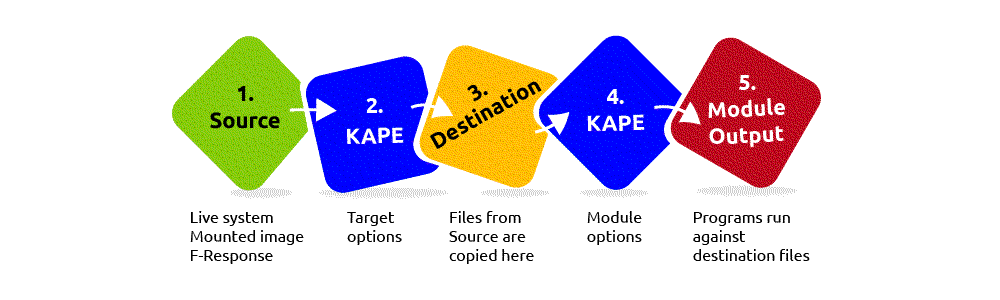 1.
Source
2.
KAPE
3.
Destination
4.
KAPE
5.
Module
Output
Live system
Mounted image
F-Response
Target
options
Files from
Source are
copied here
Module
options
Programs run
against
destination files